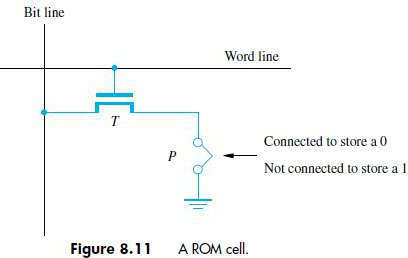 Bit line
Word line
T
P
Connected to store a 0
Not connected to store a 1
Figure 8.11 A ROM cell.